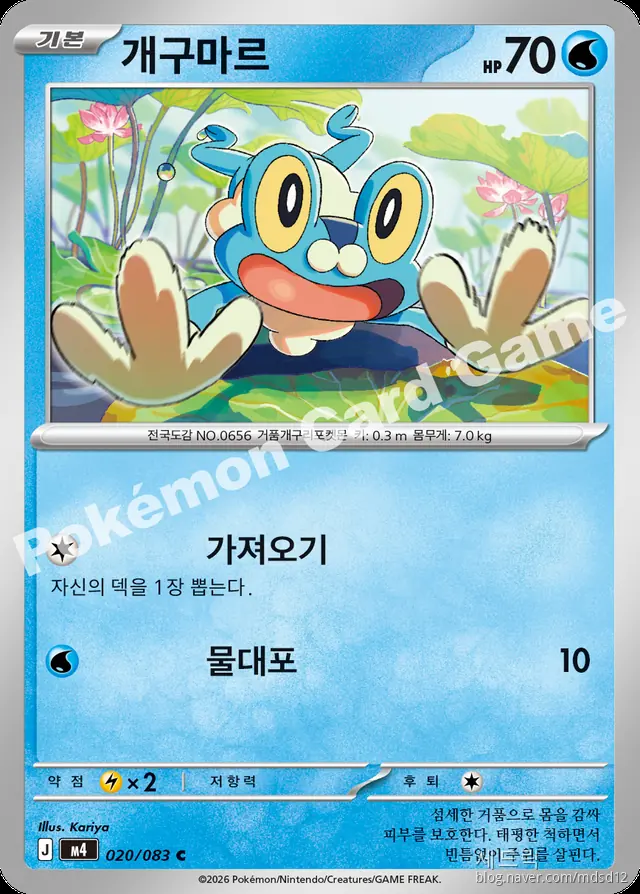 기본 개구마르 HP 70
전국도감 NO.0656 거품개구리포켓몬 키: 0.3 m 몸무게: 7.0 kg
Pokémon Card Game
가져오기
자신의 덱을 1장 뽑는다.
물대포 10
약점 ×2 저항력 후퇴
섬세한 거품으로 몸을 감싸
피부를 보호한다. 태평한 척하면서
빈틈없이 주위를 살핀다.
Illus. Kariya
J M4 020/083 C
©2026 Pokémon/Nintendo/Creatures/GAME FREAK.
blog.naver.com/mdsd12